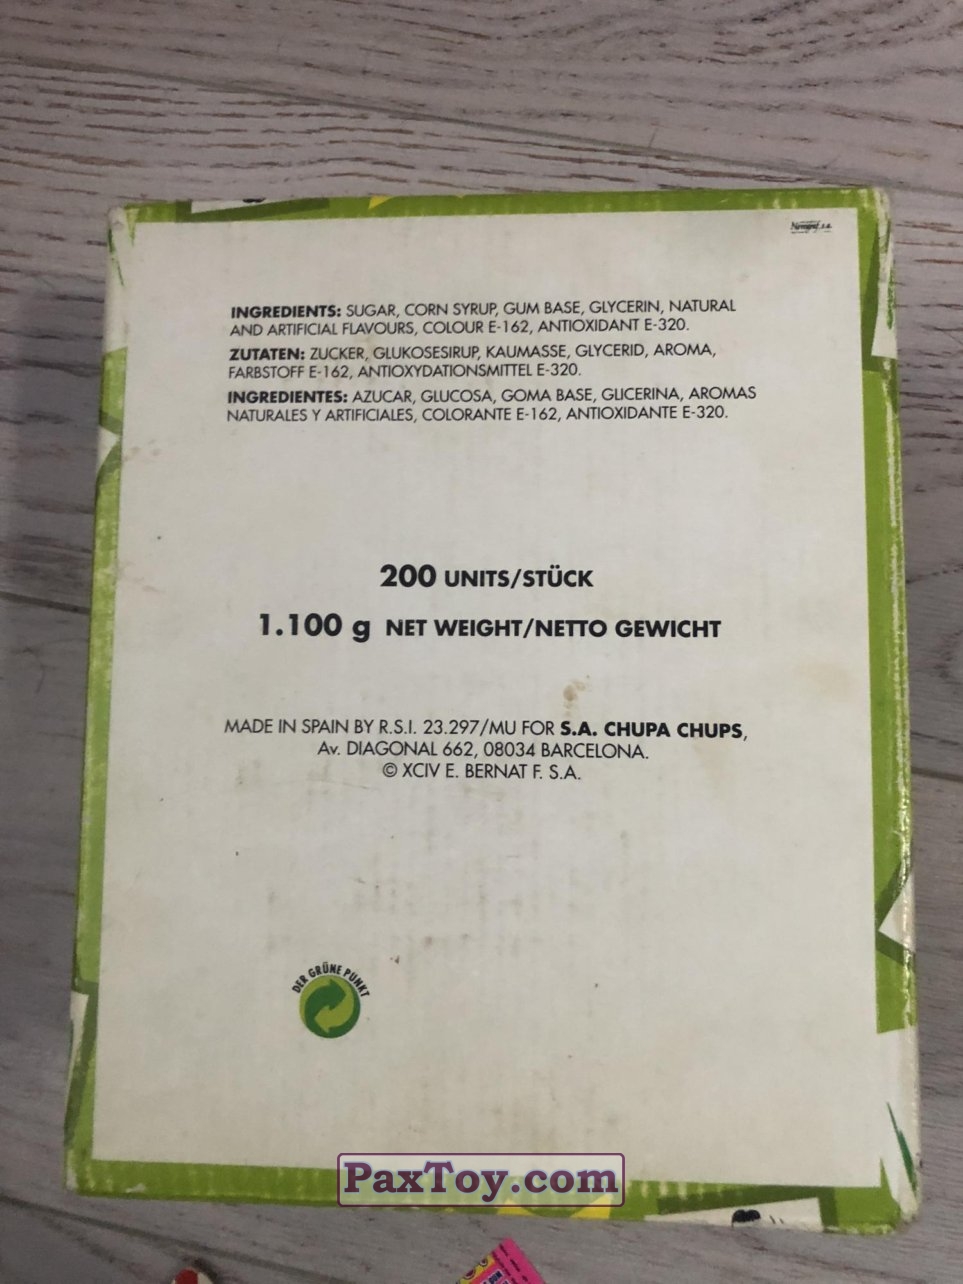 Novograf, s.a.
INGREDIENTS: SUGAR, CORN SYRUP, GUM BASE, GLYCERIN, NATURAL
AND ARTIFICIAL FLAVOURS, COLOUR E-162, ANTIOXIDANT E-320.
ZUTATEN: ZUCKER, GLUKOSESIRUP, KAUMASSE, GLYCERID, AROMA,
FARBSTOFF E-162, ANTIOXYDATIONSMITTEL E-320.
INGREDIENTES: AZUCAR, GLUCOSA, GOMA BASE, GLICERINA, AROMAS
NATURALES Y ARTIFICIALES, COLORANTE E-162, ANTIOXIDANTE E-320.
200 UNITS/STÜCK
1.100 g NET WEIGHT/NETTO GEWICHT
MADE IN SPAIN BY R.S.I. 23.297/MU FOR S.A. CHUPA CHUPS,
Av. DIAGONAL 662, 08034 BARCELONA.
© XCIV E. BERNAT F. S.A.
DER GRÜNE PUNKT
PaxToy.com